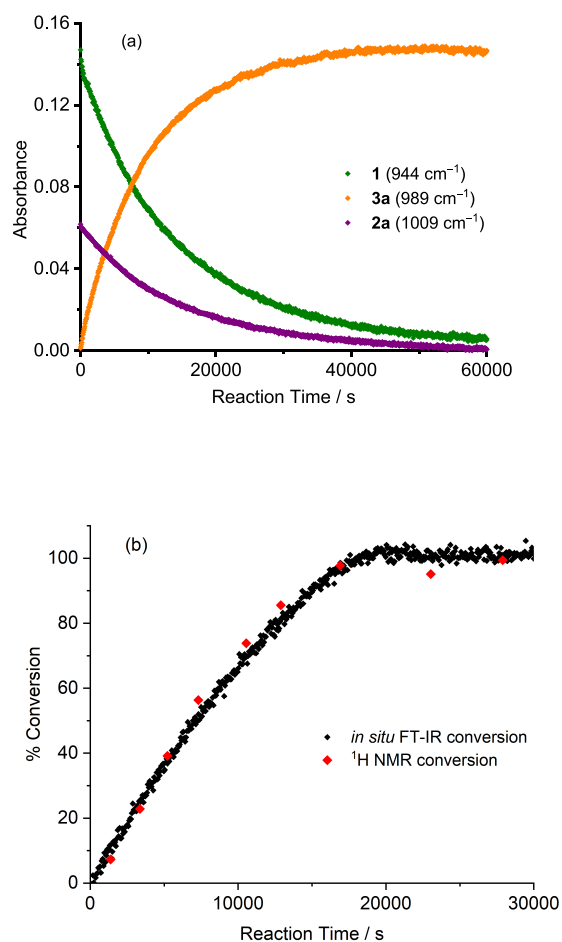 0.16
(a)
0.12
0.08
0.04
0.00
Absorbance
1 (944 cm⁻¹)
3a (989 cm⁻¹)
2a (1009 cm⁻¹)
0 20000 40000 60000
Reaction Time / s
(b)
100
80
60
40
20
0
% Conversion
in situ FT-IR conversion
¹H NMR conversion
0 10000 20000 30000
Reaction Time / s